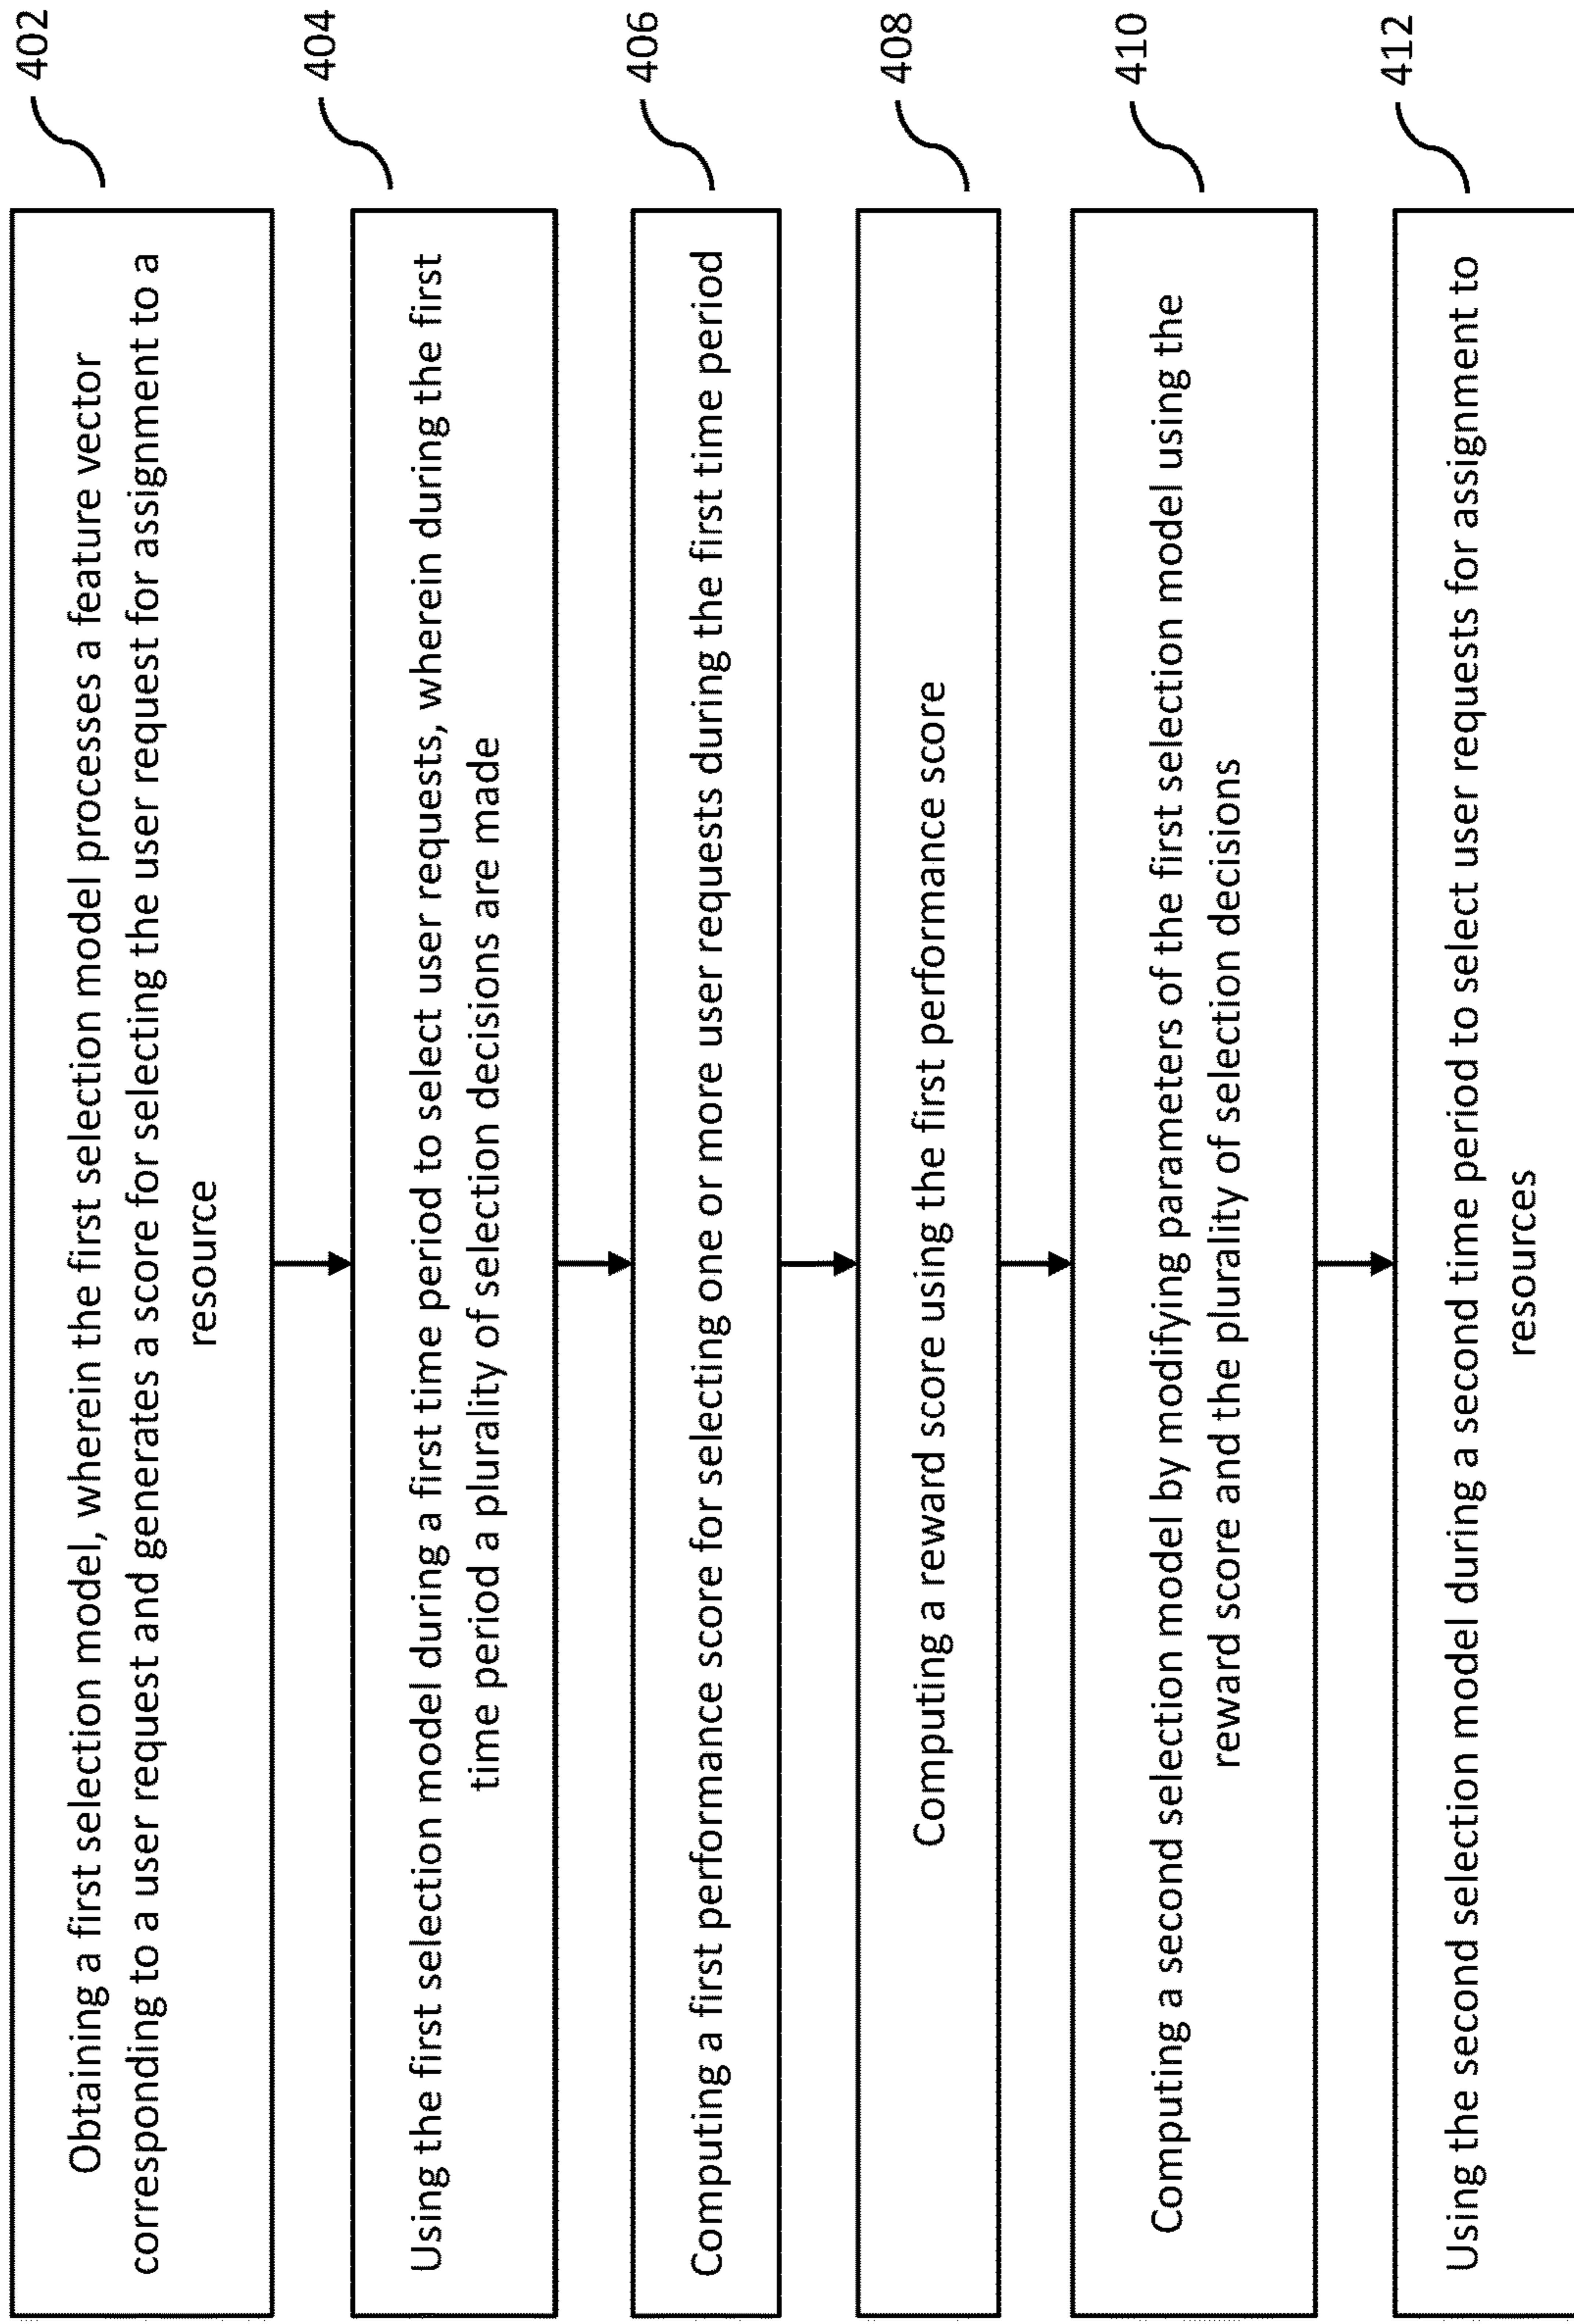 402
Obtaining a first selection model, wherein the first selection model processes a feature vector
corresponding to a user request and generates a score for selecting the user request for assignment to a
resource
404
Using the first selection model during a first time period to select user requests, wherein during the first
time period a plurality of selection decisions are made
406
Computing a first performance score for selecting one or more user requests during the first time period
408
Computing a reward score using the first performance score
410
Computing a second selection model by modifying parameters of the first selection model using the
reward score and the plurality of selection decisions
412
Using the second selection model during a second time period to select user requests for assignment to
resources